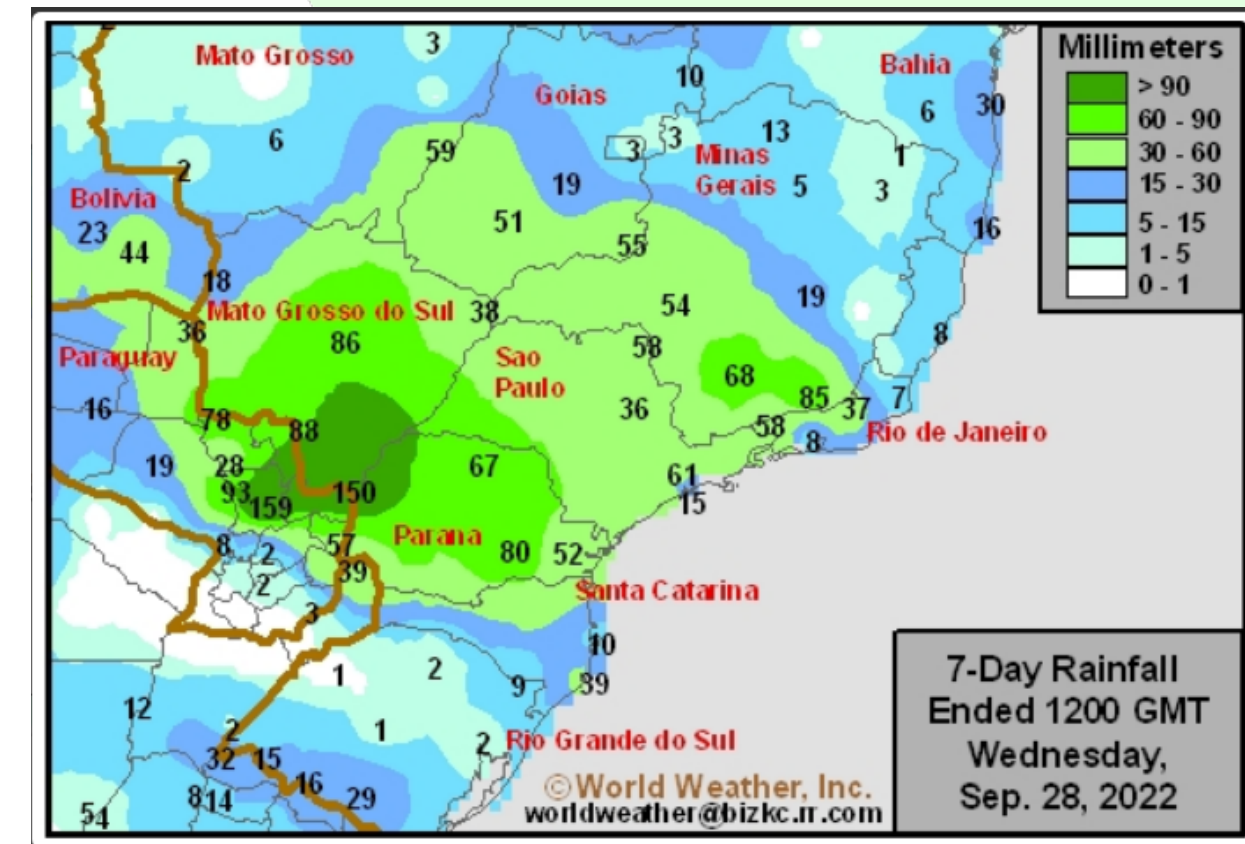 Mato Grosso
3
Millimeters
> 90
60 - 90
30 - 60
15 - 30
5 - 15
1 - 5
0 - 1
Bahia
10
Goias
6
30
6
59
3
3
13
1
2
Minas
Gerais
5
3
19
Bolivia
23
44
51
55
16
18
19
Mato Grosso do Sul
38
54
36
86
58
8
Paraguay
Sao
Paulo
68
16
36
85
37
7
78
88
58
8
Rio de Janeiro
19
28
67
61
93
159
150
15
Parana
8
2
57
80
52
2
39
Santa Catarina
3
10
1
2
9
39
12
2
1
2
Rio Grande do Sul
32
15
16
29
8
14
54
©World Weather, Inc.
worldweather@bizkc.rr.com
7-Day Rainfall
Ended 1200 GMT
Wednesday,
Sep. 28, 2022